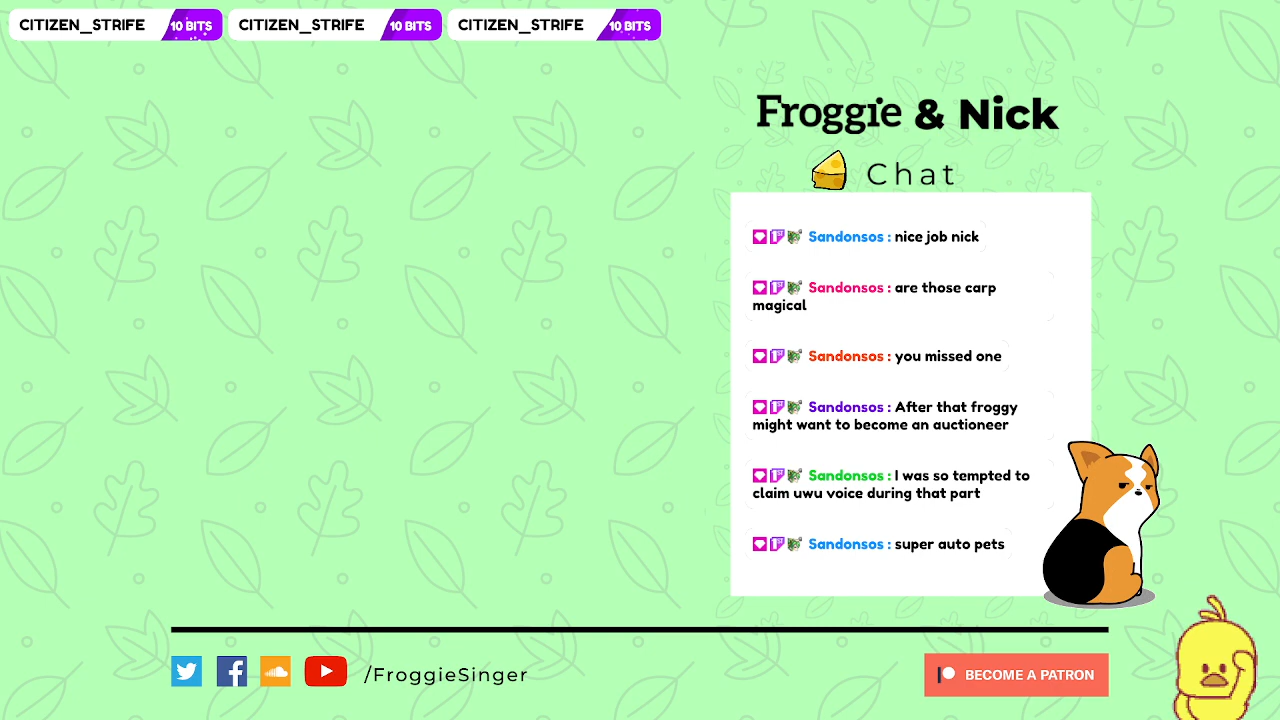 CITIZEN_STRIFE 10 BITS CITIZEN_STRIFE 10 BITS CITIZEN_STRIFE 10 BITS
Froggie & Nick
Chat
Sandonsos : nice job nick
Sandonsos : are those carp
magical
Sandonsos : you missed one
Sandonsos : After that froggy
might want to become an auctioneer
Sandonsos : I was so tempted to
claim uwu voice during that part
Sandonsos : super auto pets
/FroggieSinger
BECOME A PATRON